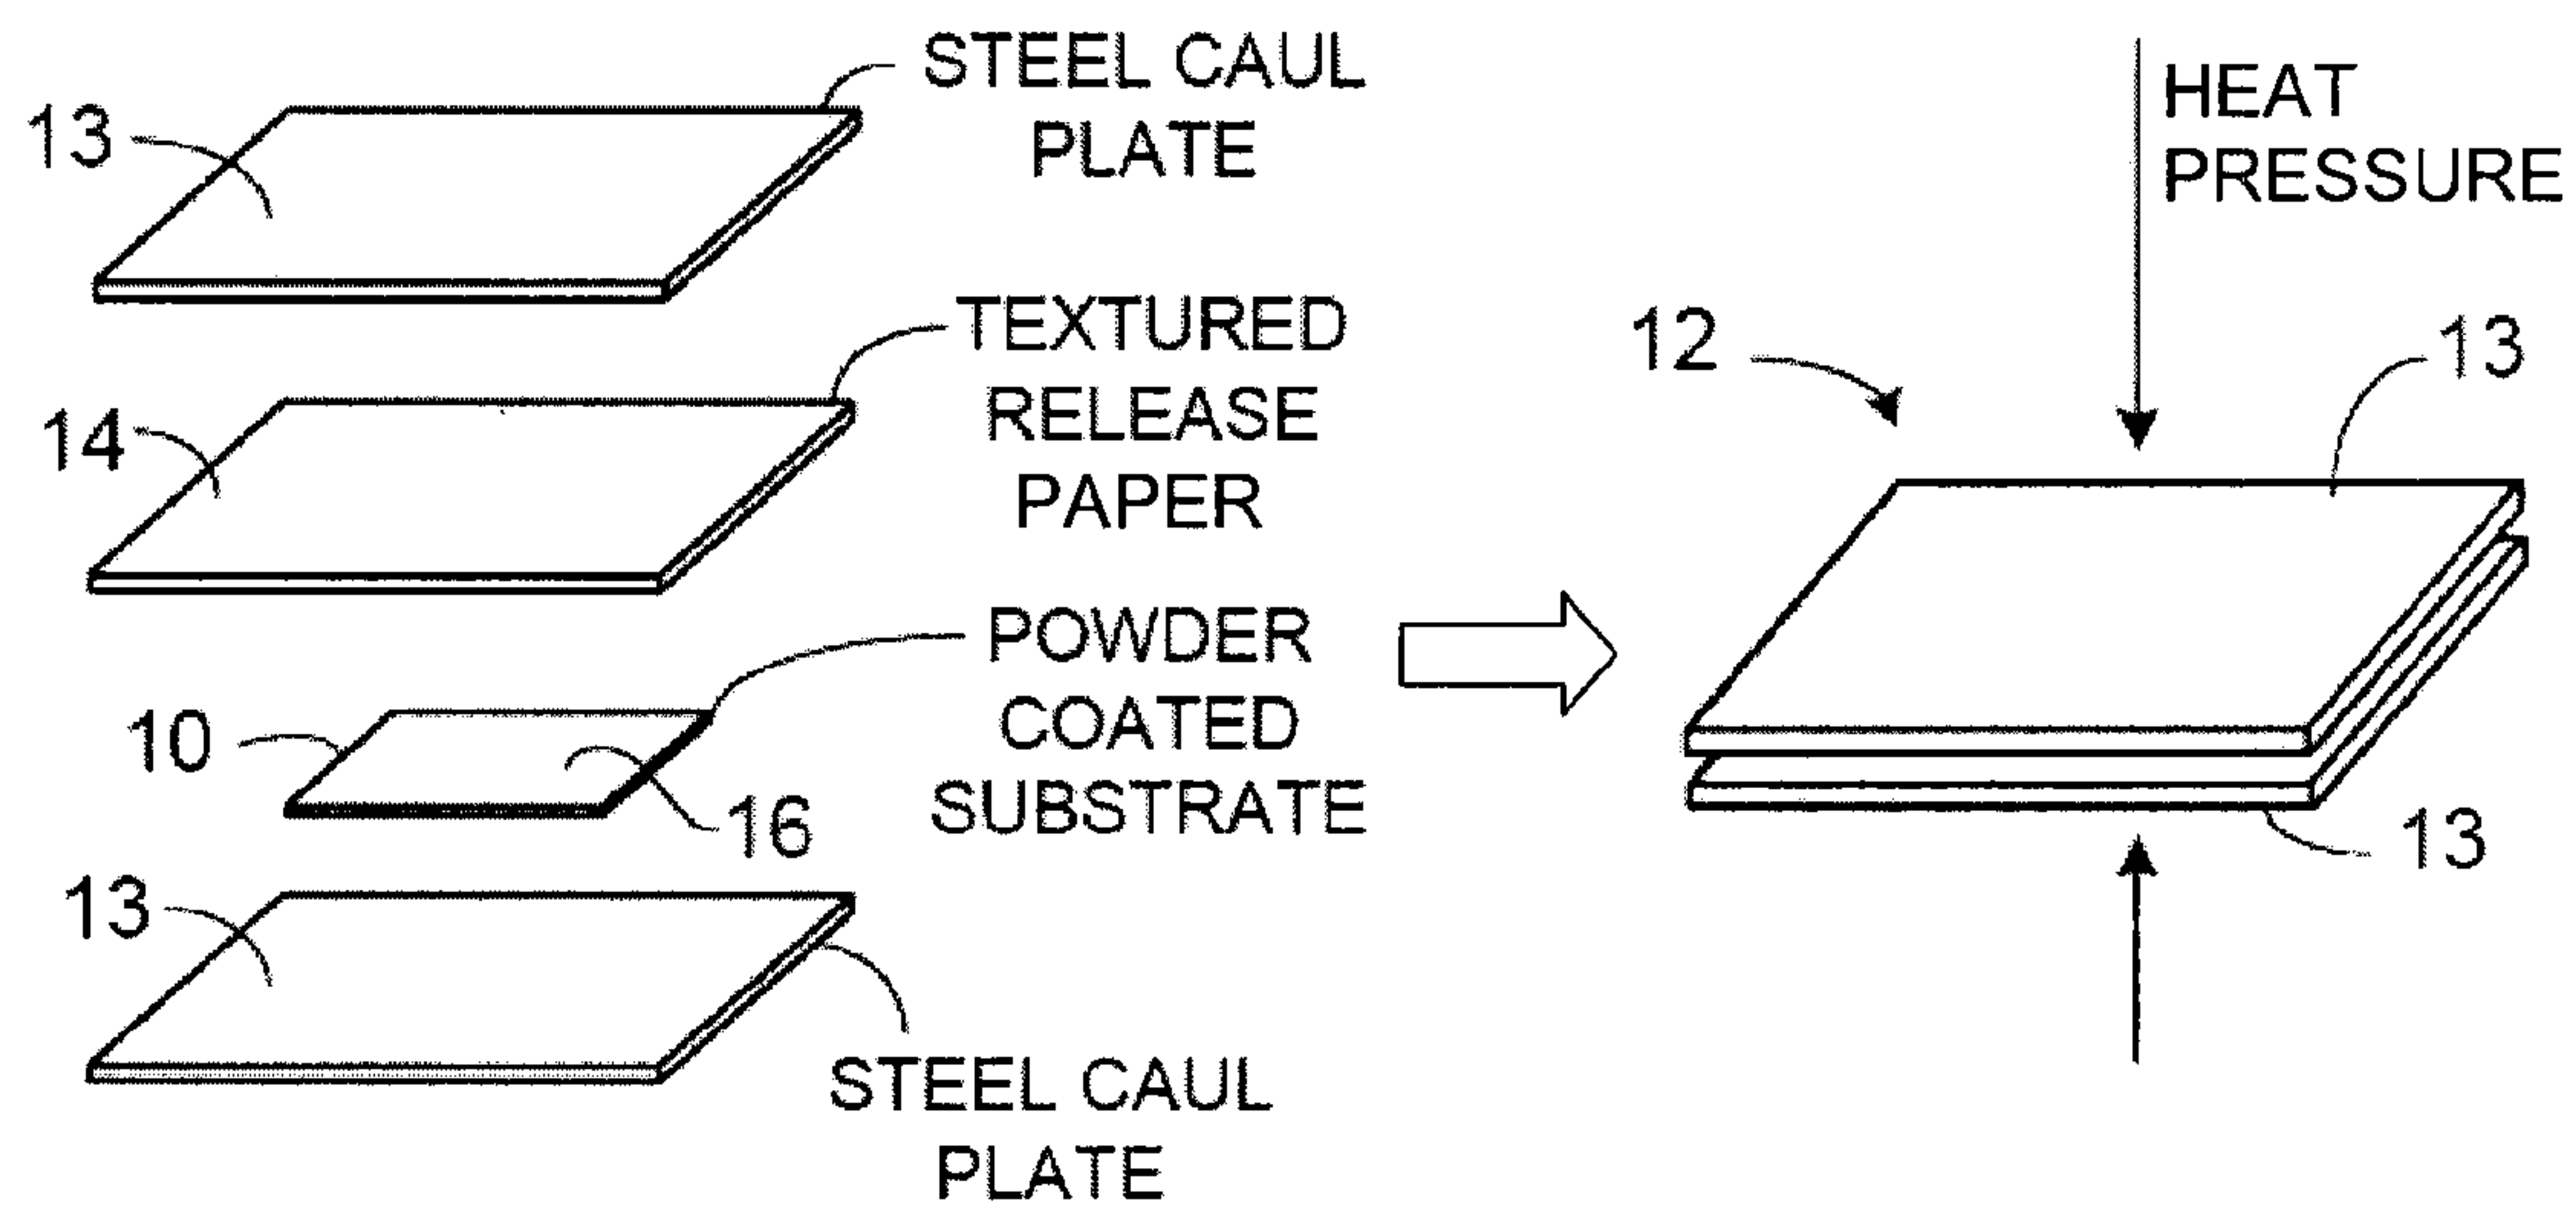 STEEL CAUL
PLATE
13
TEXTURED
RELEASE
PAPER
14
POWDER
COATED
SUBSTRATE
10
16
13
STEEL CAUL
PLATE
HEAT
PRESSURE
12
13
13